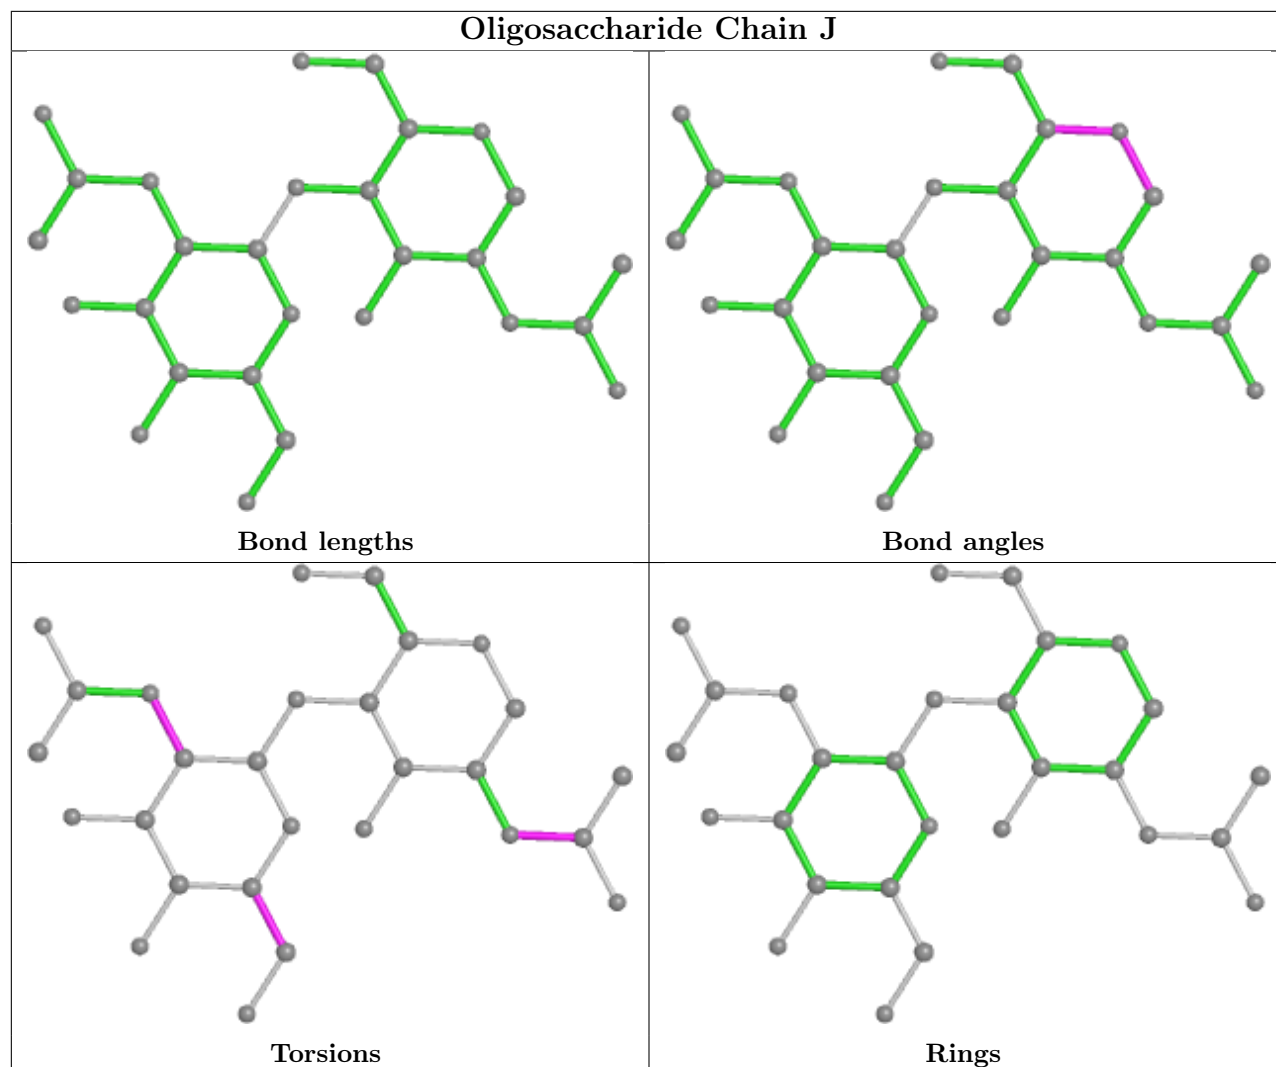 Oligosaccharide Chain J
Bond lengths
Bond angles
Torsions
Rings